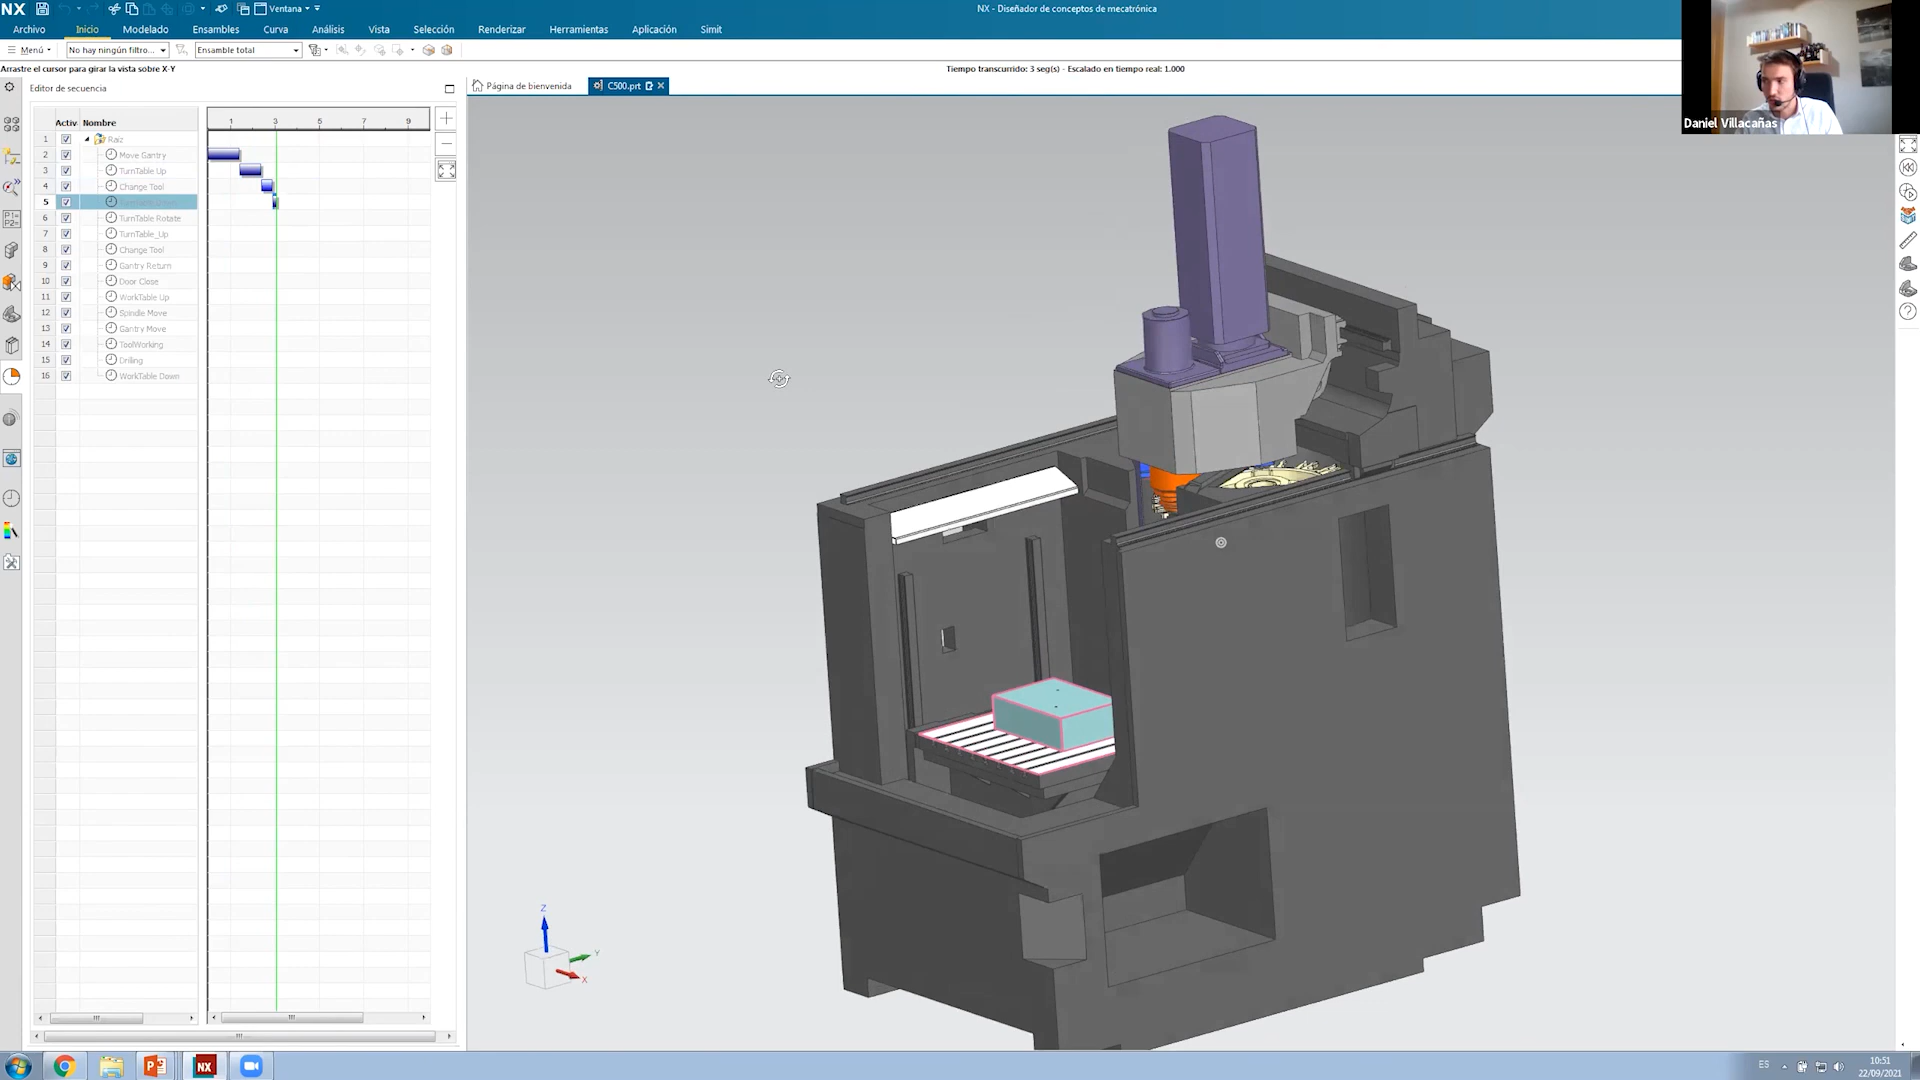 NX
Ventana
NX - Diseñador de conceptos de mecatrónica
Archivo Inicio Modelado Ensambles Curva Análisis Vista Selección Renderizar Herramientas Aplicación Simit
Menú No hay ningún filtro... Ensamble total
Arrastre el cursor para girar la vista sobre X-Y
Tiempo transcurrido: 3 seg(s) - Escalado en tiempo real: 1.000
Editor de secuencia
Página de bienvenida C500.prt
Daniel Villacañas
Activ Nombre 1 3 5 7 9
1 Raíz
2 Move Gantry
3 TurnTable Up
4 Change Tool
5
6 TurnTable Rotate
7 TurnTable_Up
8 Change Tool
9 Gantry Return
10 Door Close
11 WorkTable Up
12 Spindle Move
13 Gantry Move
14 ToolWorking
15 Drilling
16 WorkTable Down
P1=
P2=
Z
Y
X
NX
ES
10:51
22/09/2021